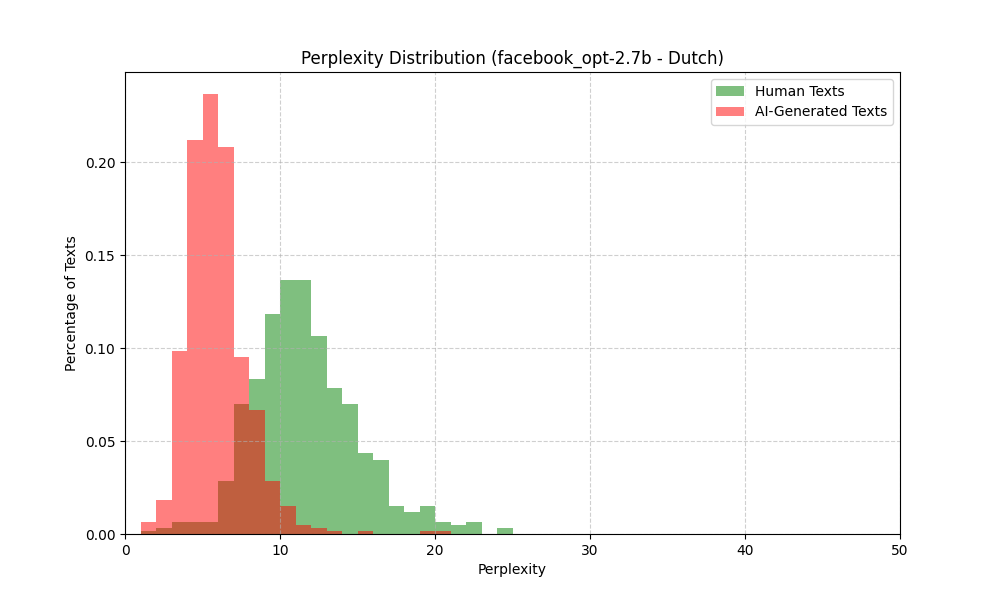 Perplexity Distribution (facebook_opt-2.7b - Dutch)
Human Texts
AI-Generated Texts
Percentage of Texts
0.20
0.15
0.10
0.05
0.00
0 10 20 30 40 50
Perplexity